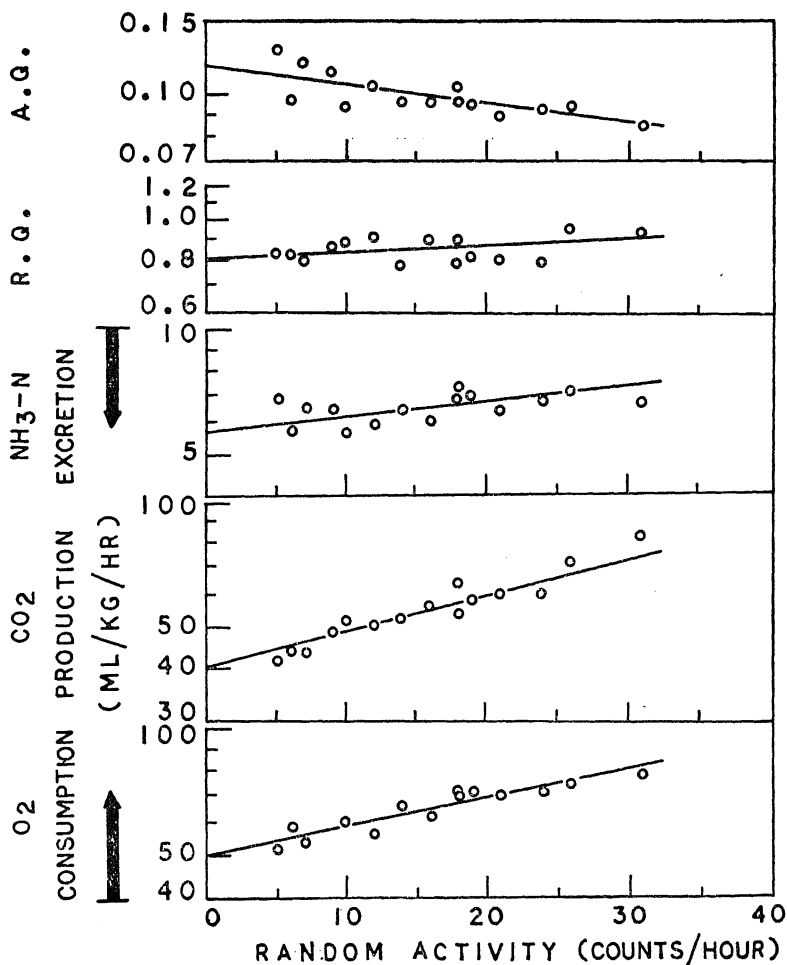 A.Q.
0.15
0.10
0.07
R.Q.
1.2
1.0
0.8
0.6
NH3-N
EXCRETION
10
5
CO2
PRODUCTION
(ML/KG/HR)
100
50
40
30
O2
CONSUMPTION
100
50
40
0 10 20 30 40
RANDOM ACTIVITY (COUNTS/HOUR)